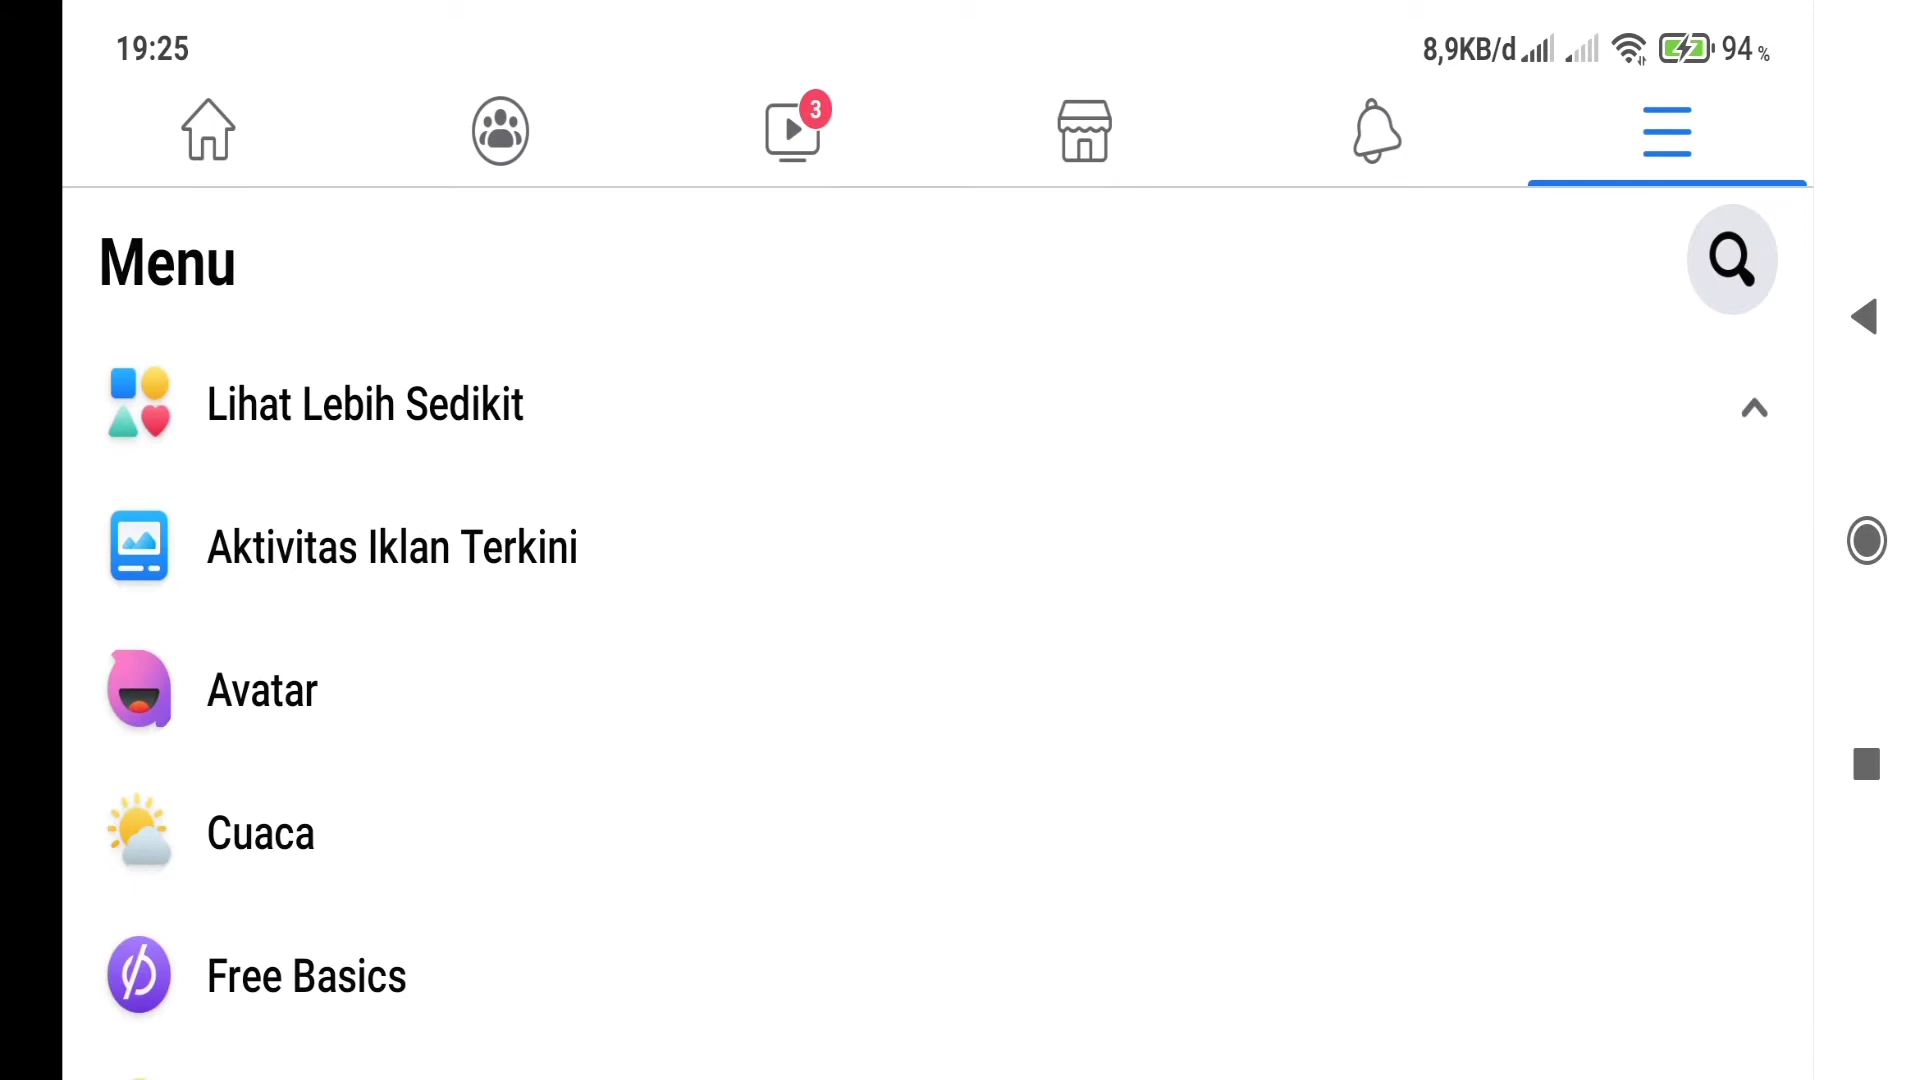 19:25
8,9KB/d 94 %
3
Menu
Lihat Lebih Sedikit
Aktivitas Iklan Terkini
Avatar
Cuaca
Free Basics